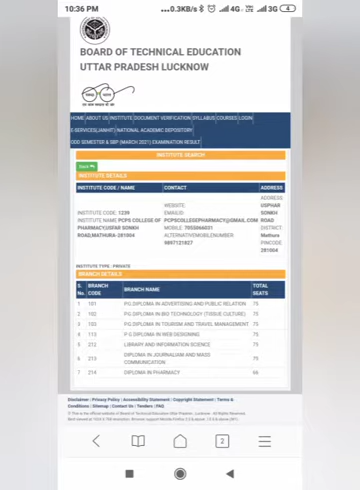 10:36 PM
...0.3KB/s 4G 3G 4
BOARD OF TECHNICAL EDUCATION
UTTAR PRADESH LUCKNOW
HOME ABOUT US INSTITUTE DOCUMENT VERIFICATION SYLLABUS COURSES LOGIN
E-SERVICES(JANHIT) NATIONAL ACADEMIC DEPOSITORY
ODD SEMESTER & SBP (MARCH 2021) EXAMINATION RESULT
INSTITUTE SEARCH
Back
INSTITUTE DETAILS
INSTITUTE CODE / NAME CONTACT ADDRESS
INSTITUTE CODE: 1239
INSTITUTE NAME: PCPS COLLEGE OF
PHARMACY,USFAR SONKH
ROAD,MATHURA-281004
WEBSITE:
EMAILID:
PCPSCOLLEGEPHARMACY@GMAIL.COM
MOBILE: 7055066031
ALTERNATIVEMOBILENUMBER:
9897121827
ADDRESS:
USPHAR
SONKH
ROAD
DISTRICT:
Mathura
PINCODE:
281004
INSTITUTE TYPE : PRIVATE
BRANCH DETAILS
S. No. BRANCH CODE BRANCH NAME TOTAL SEATS
1 101 P.G.DIPLOMA IN ADVERTISING AND PUBLIC RELATION 75
2 102 P.G.DIPLOMA IN BIO TECHNOLOGY (TISSUE CULTURE) 75
3 103 P.G.DIPLOMA IN TOURISM AND TRAVEL MANAGEMENT 75
4 113 P G DIPLOMA IN WEB DESIGNING 75
5 212 LIBRARY AND INFORMATION SCIENCE 75
6 213 DIPLOMA IN JOURNALISM AND MASS COMMUNICATION 75
7 214 DIPLOMA IN PHARMACY 66
Disclaimer | Privacy Policy | Accessibility Statement | Copyright Statement | Terms &
Conditions | Sitemap | Contact Us | Tenders | FAQ
2